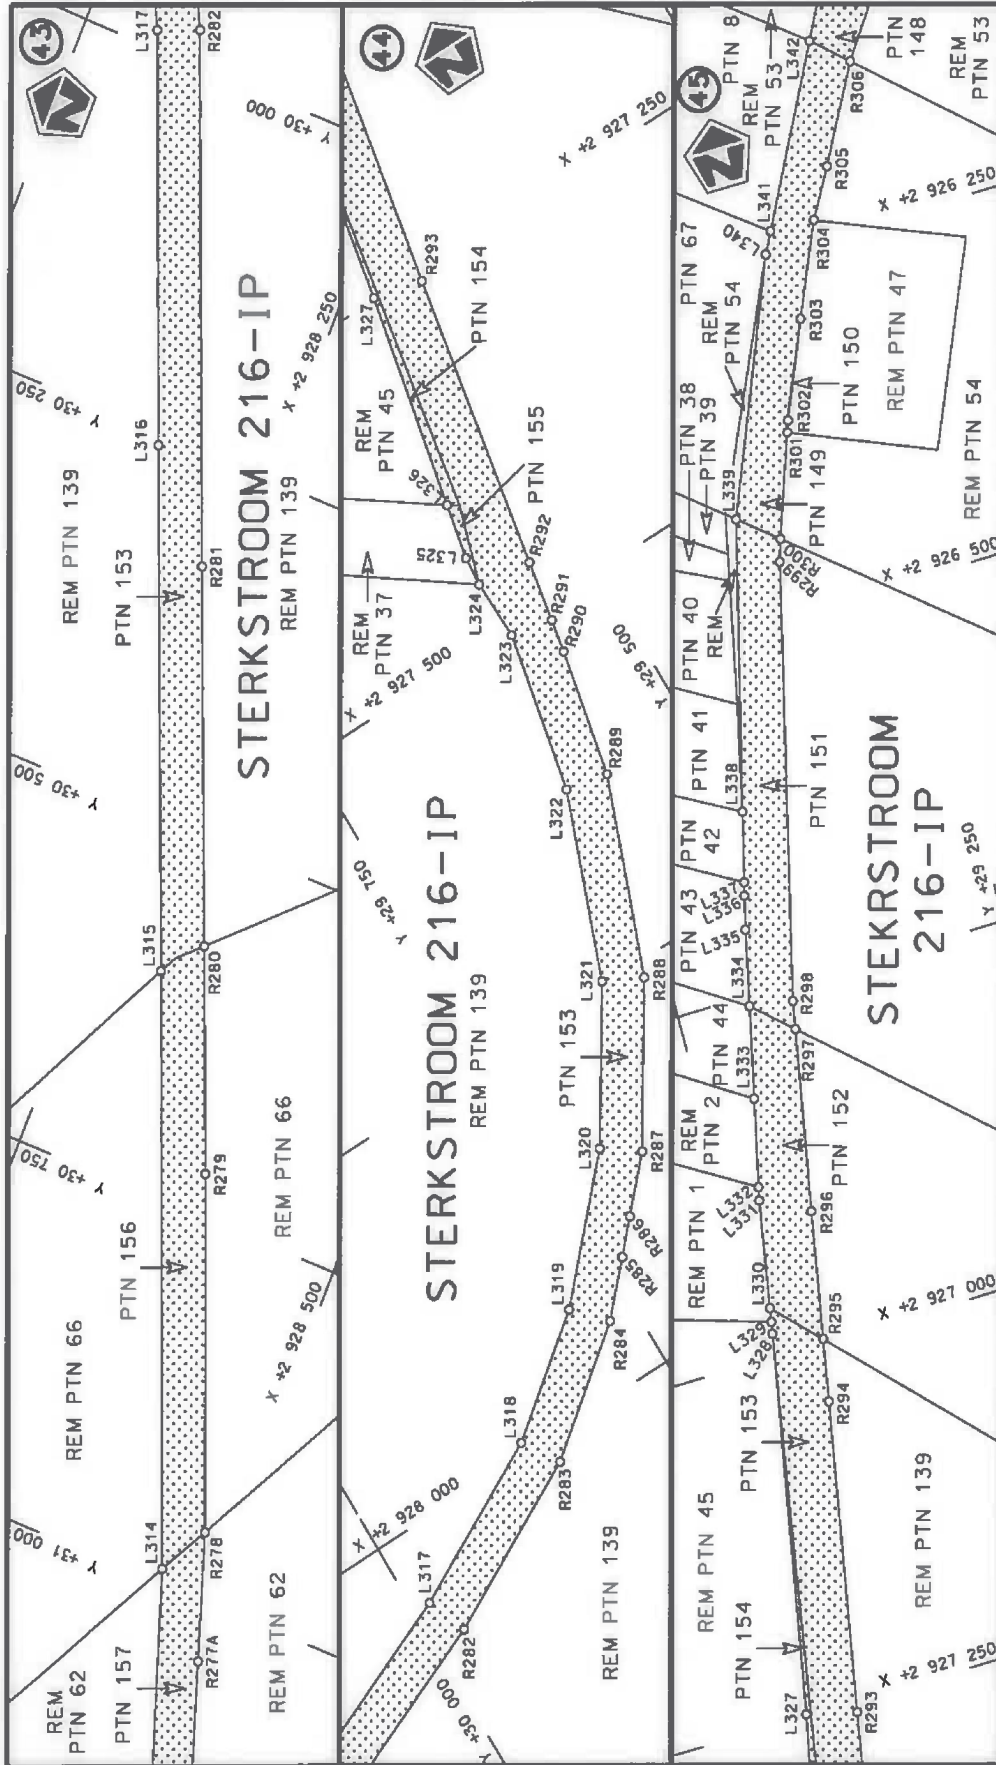 43
L317
R282
REM PTN 139
PTN 153
L316
R281
REM PTN 139
STERKSTROOM 216-IP
Y +30 000
Y +30 250
Y +30 500
X +2 928 250
L315
R280
REM PTN 66
PTN 156
R279
REM PTN 66
Y +30 750
X +2 928 500
L314
R278
Y +31 000
REM
PTN 62
PTN 157
R277A
REM PTN 62
44
X +2 927 250
R293
L327
PTN 154
REM
PTN 45
PTN 155
L326
L325
L324
L323
REM
PTN 37
R292
R291
R290
X +2 927 500
Y +29 500
R289
L322
STERKSTROOM 216-IP
REM PTN 139
Y +29 750
L321
R288
PTN 153
L320
R287
R286
R285
L319
R284
L318
R283
X +2 928 000
L317
R282
REM PTN 139
Y +30 000
45
PTN 8
REM
PTN 53
L342
PTN
148
REM
PTN 53
R306
R305
L341
L340
R304
X +2 926 250
PTN 67
REM
PTN 54
R303
PTN 150
REM PTN 47
PTN 38
PTN 39
R302
R301
L339
PTN 149
REM PTN 54
R300
R299
X +2 926 500
PTN 40
REM
PTN 41
L338
PTN 151
PTN
42
STEKRSTROOM
216-IP
Y +29 250
L337
L336
L335
PTN 43
L334
R298
R297
PTN 44
L333
REM
PTN 2
PTN 152
L332
L331
R296
REM PTN 1
L330
L329
L328
R295
X +2 927 000
R294
PTN 153
REM PTN 45
REM PTN 139
PTN 154
L327
R293
X +2 927 250